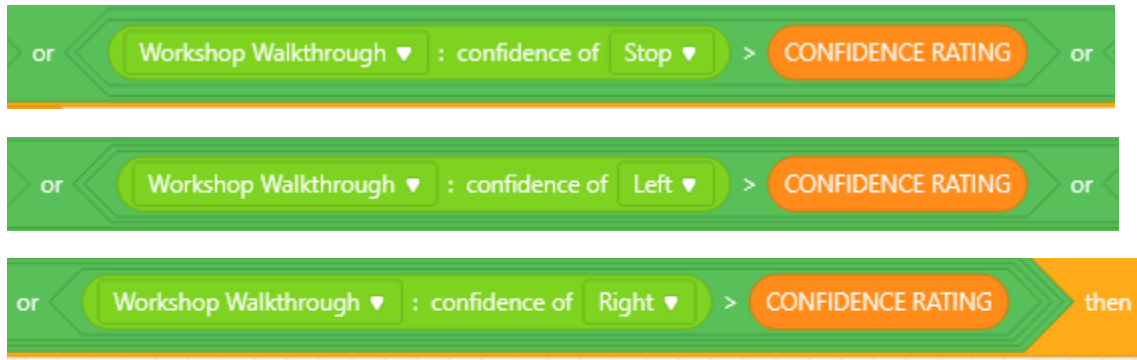 or Workshop Walkthrough ▼ : confidence of Stop ▼ > CONFIDENCE RATING or
or Workshop Walkthrough ▼ : confidence of Left ▼ > CONFIDENCE RATING or
or Workshop Walkthrough ▼ : confidence of Right ▼ > CONFIDENCE RATING then